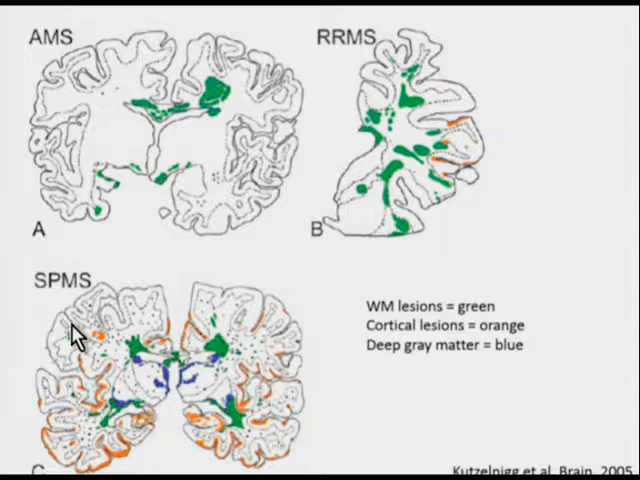 AMS
RRMS
A
B
SPMS
WM lesions = green
Cortical lesions = orange
Deep gray matter = blue
C
Kutzelnigg et al. Brain, 2005